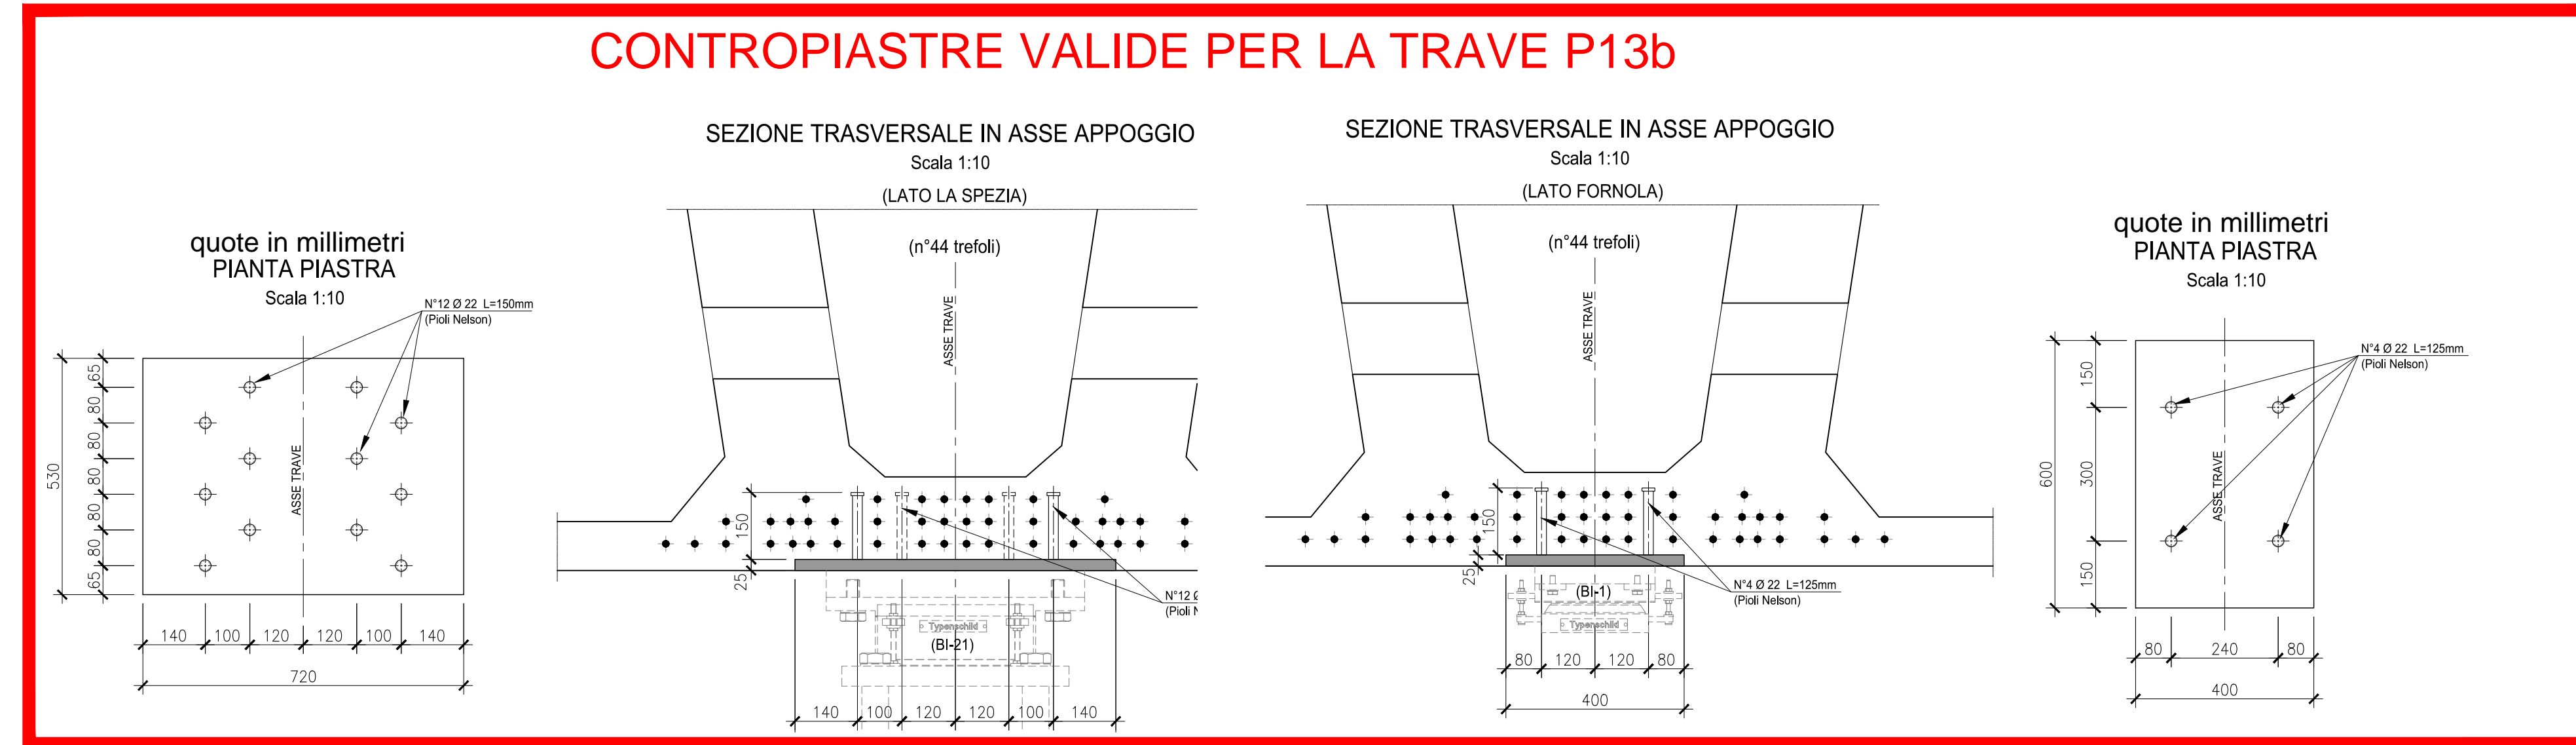 CONTROPIASTRE VALIDE PER LA TRAVE P13b
quote in millimetri
PIANTA PIASTRA
Scala 1:10
N°12 Ø 22 L=150mm
(Pioli Nelson)
ASSE TRAVE
65
80
80
80
80
80
65
530
140
100
120
120
100
140
720
SEZIONE TRASVERSALE IN ASSE APPOGGIO
Scala 1:10
(LATO LA SPEZIA)
(n°44 trefoli)
ASSE TRAVE
150
25
N°12 Ø
(Pioli N
Typenschild
(BI-21)
140
100
120
120
100
140
SEZIONE TRASVERSALE IN ASSE APPOGGIO
Scala 1:10
(LATO FORNOLA)
(n°44 trefoli)
ASSE TRAVE
150
25
N°4 Ø 22 L=125mm
(Pioli Nelson)
(BI-1)
Typenschild
80
120
120
80
400
quote in millimetri
PIANTA PIASTRA
Scala 1:10
N°4 Ø 22 L=125mm
(Pioli Nelson)
ASSE TRAVE
150
300
150
600
80
240
80
400